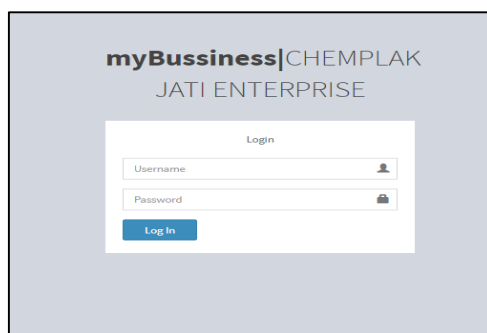 myBussiness|CHEMPLAK
JATI ENTERPRISE
Login
Username
Password
Log In